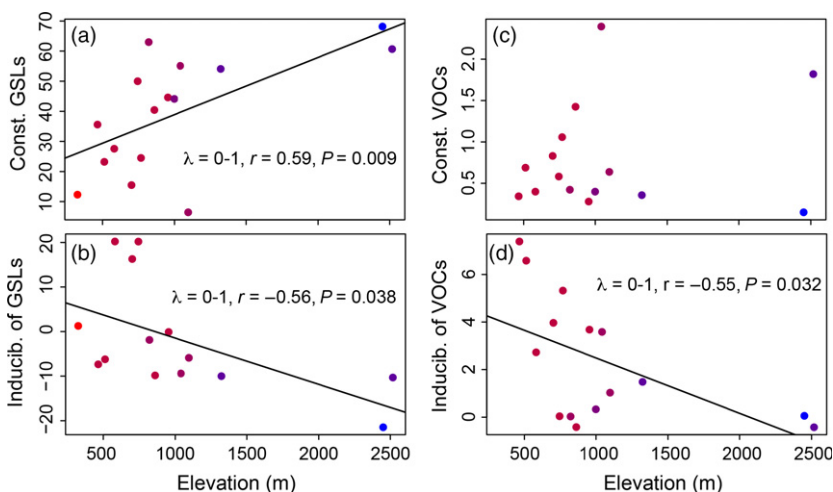 (a)
Const. GSLs
70
60
50
40
30
20
10
λ = 0-1, r = 0.59, P = 0.009
(c)
Const. VOCs
2.0
1.5
1.0
0.5
(b)
Inducib. of GSLs
20
10
0
−10
−20
λ = 0-1, r = −0.56, P = 0.038
500 1000 1500 2000 2500
Elevation (m)
(d)
Inducib. of VOCs
6
4
2
0
λ = 0-1, r = −0.55, P = 0.032
500 1000 1500 2000 2500
Elevation (m)